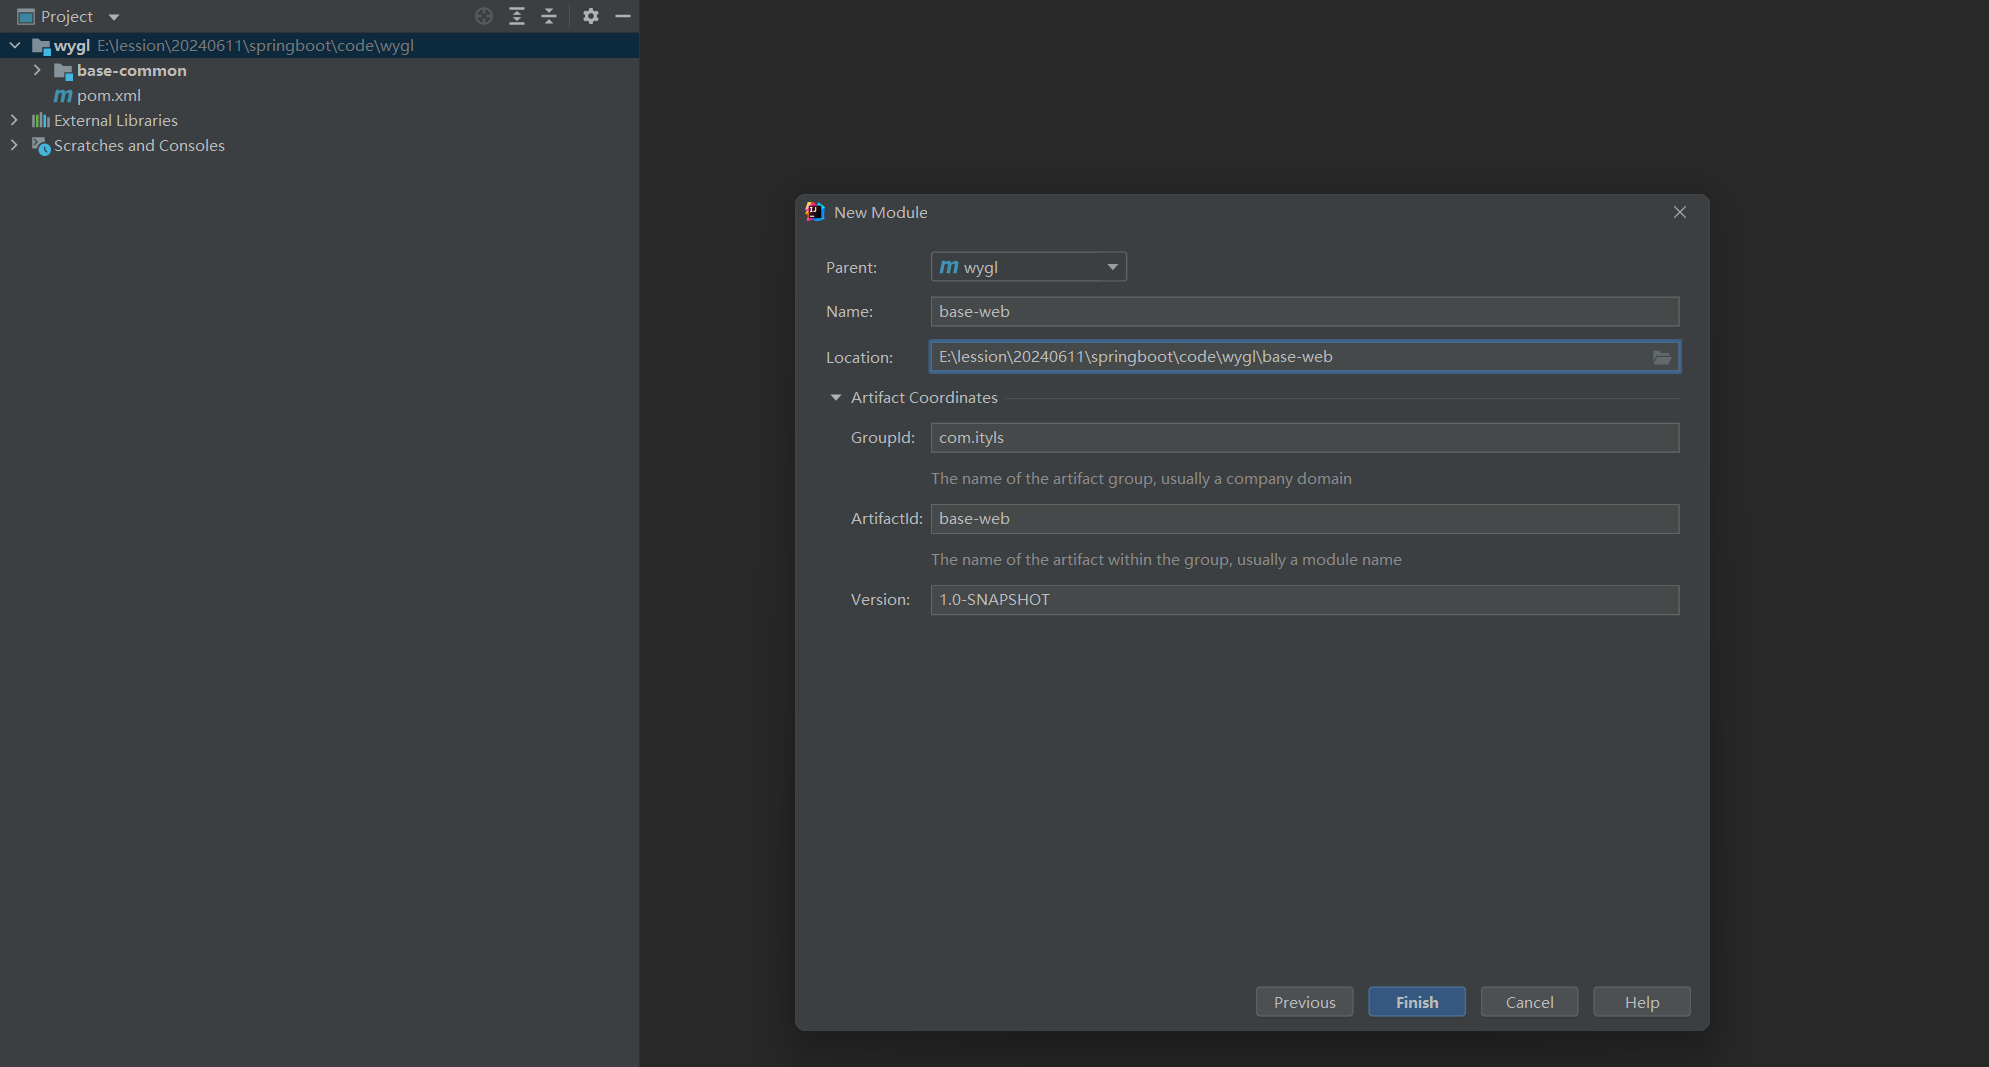 Project
wygl E:\lession\20240611\springboot\code\wygl
base-common
pom.xml
External Libraries
Scratches and Consoles
New Module
Parent: wygl
Name: base-web
Location: E:\lession\20240611\springboot\code\wygl\base-web
Artifact Coordinates
GroupId: com.ityls
The name of the artifact group, usually a company domain
ArtifactId: base-web
The name of the artifact within the group, usually a module name
Version: 1.0-SNAPSHOT
Previous Finish Cancel Help